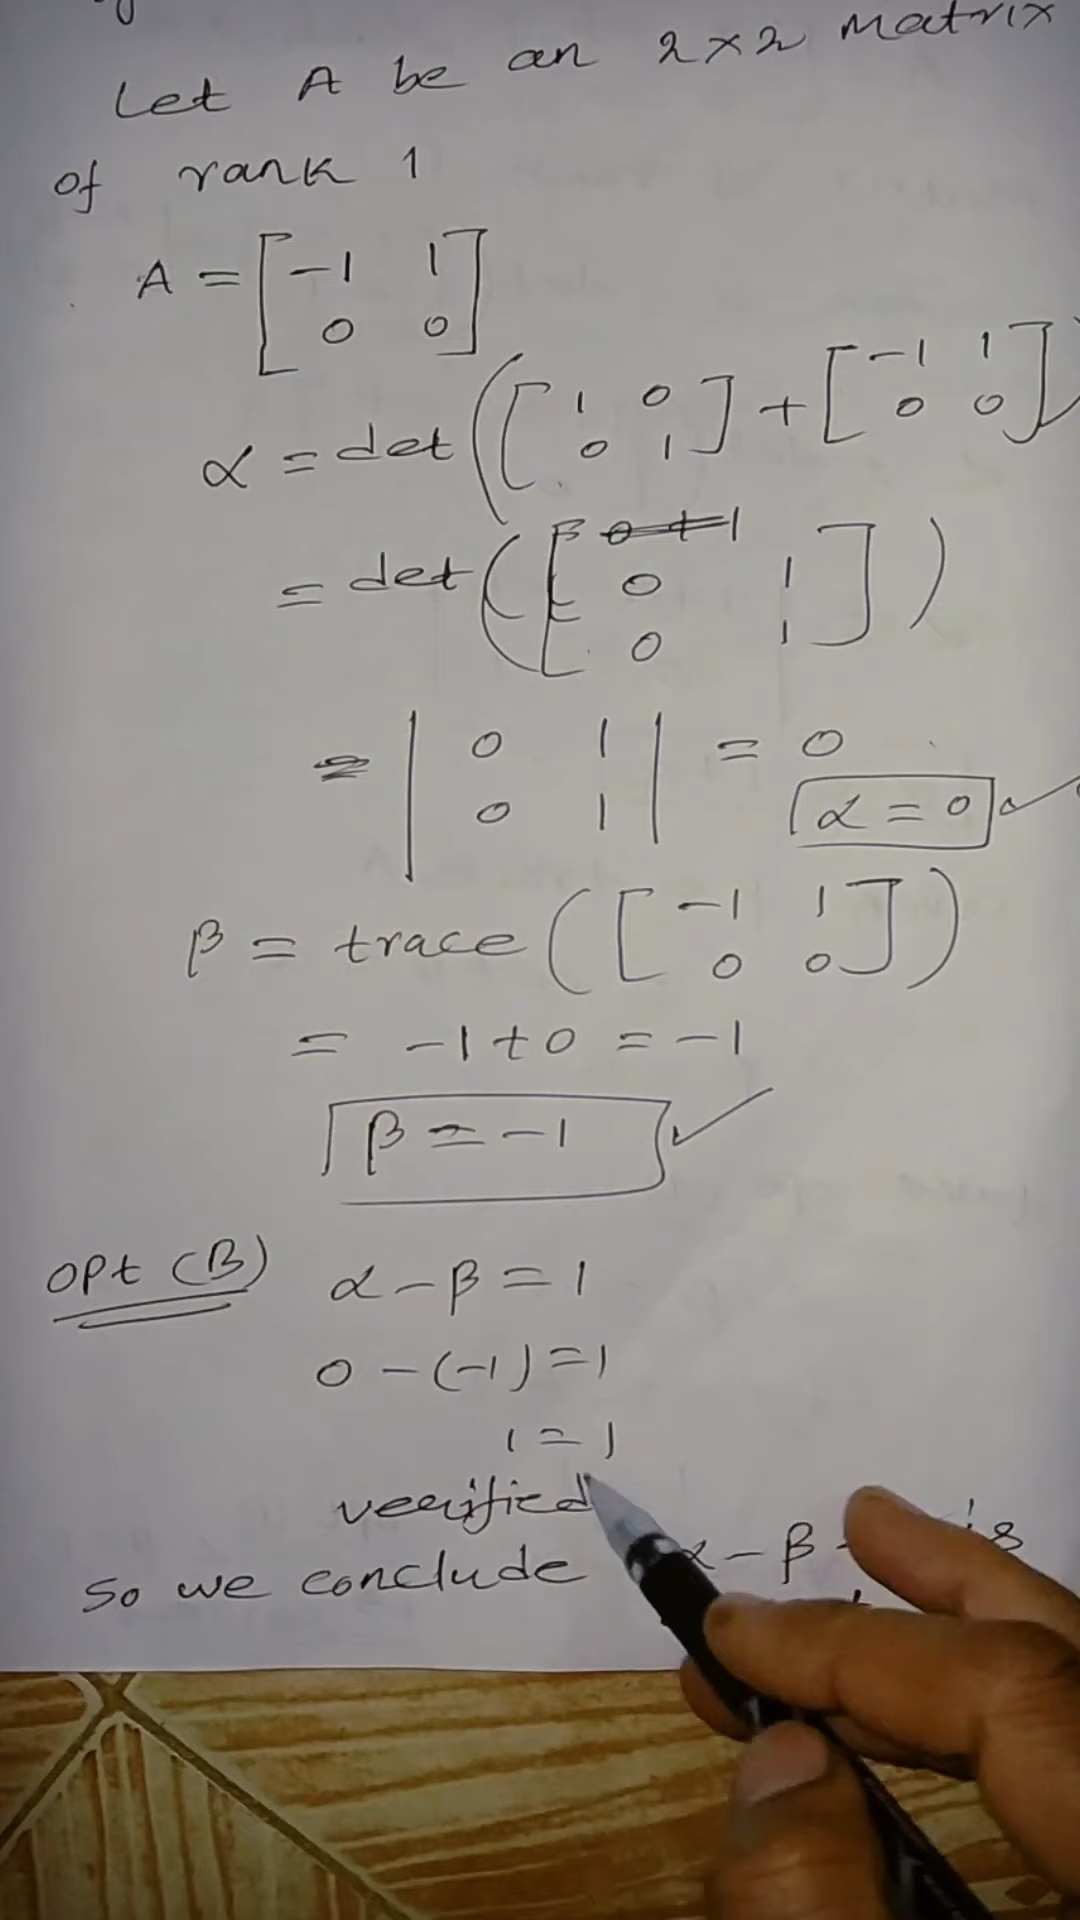 Let A be an 2×2 matrix
of rank 1
A = [ -1 1
0 0 ]
α = det ( [ 1 0
0 1 ] + [ -1 1
0 0 ] )
= det ( [ 0 1
0 1 ] )
= | 0 1
0 1 | = 0
α = 0 ✓
β = trace ( [ -1 1
0 0 ] )
= -1 + 0 = -1
β = -1 ✓
opt (B) α - β = 1
0 - (-1) = 1
1 = 1
verified
so we conclude α - β is